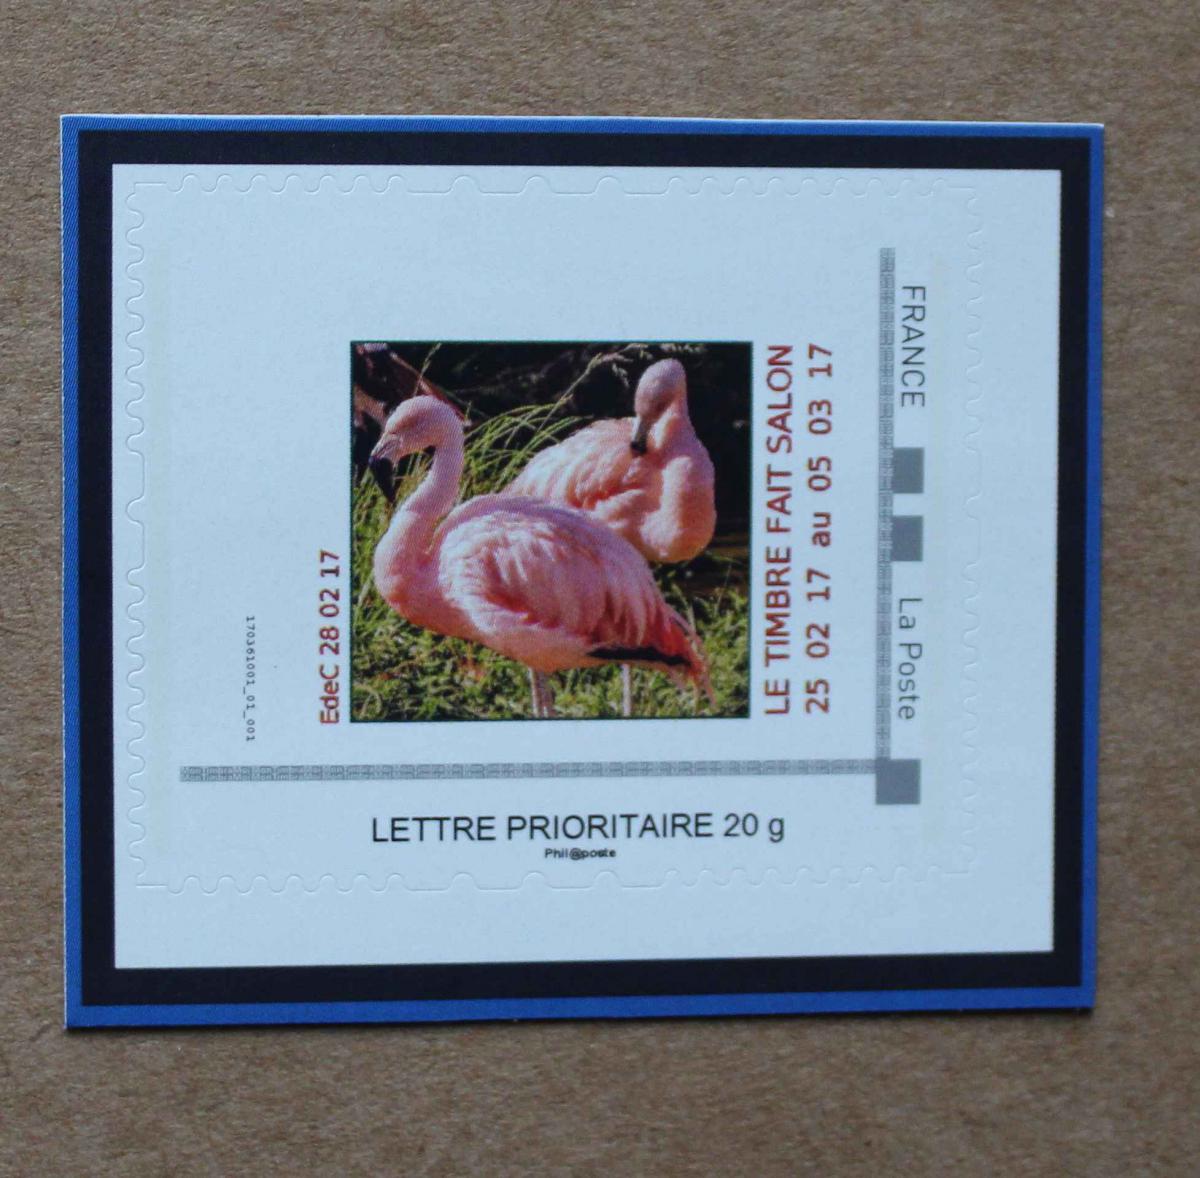 FRANCE
La Poste
EdeC 28 02 17
LE TIMBRE FAIT SALON
25 02 17 au 05 03 17
170361001_01_001
LETTRE PRIORITAIRE 20 g
Phil@poste